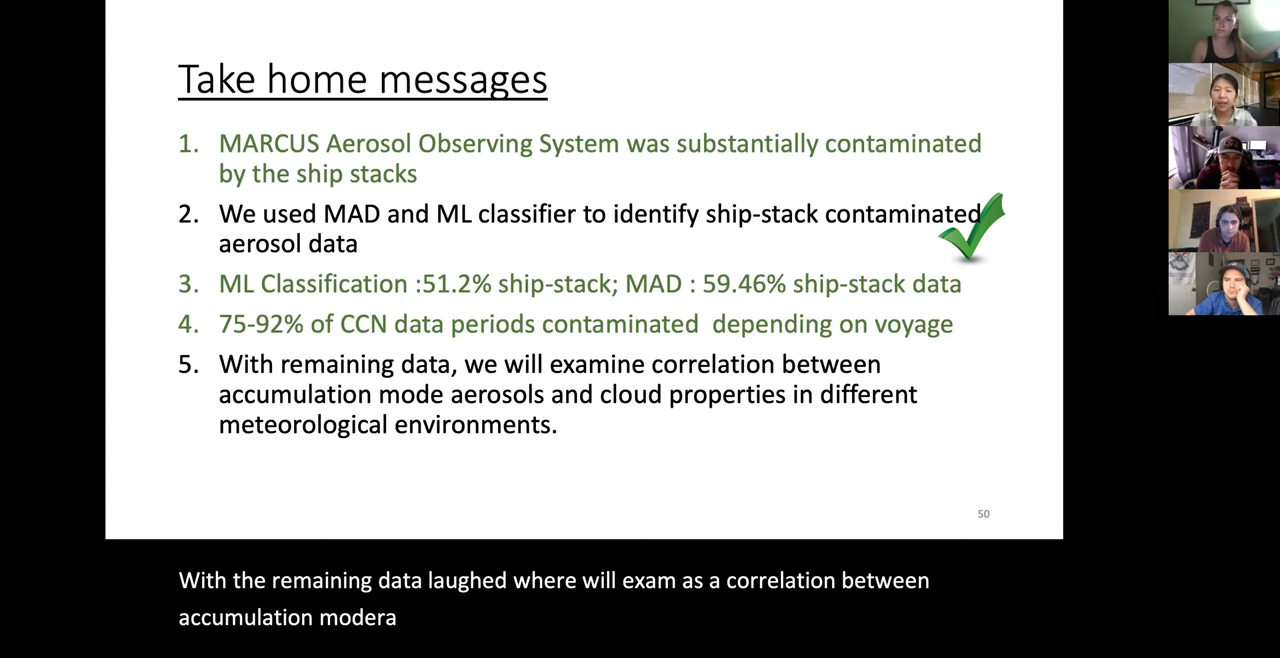 Take home messages
1. MARCUS Aerosol Observing System was substantially contaminated
by the ship stacks
2. We used MAD and ML classifier to identify ship-stack contaminated
aerosol data
3. ML Classification :51.2% ship-stack; MAD : 59.46% ship-stack data
4. 75-92% of CCN data periods contaminated  depending on voyage
5. With remaining data, we will examine correlation between
accumulation mode aerosols and cloud properties in different
meteorological environments.
50
With the remaining data laughed where will exam as a correlation between
accumulation modera